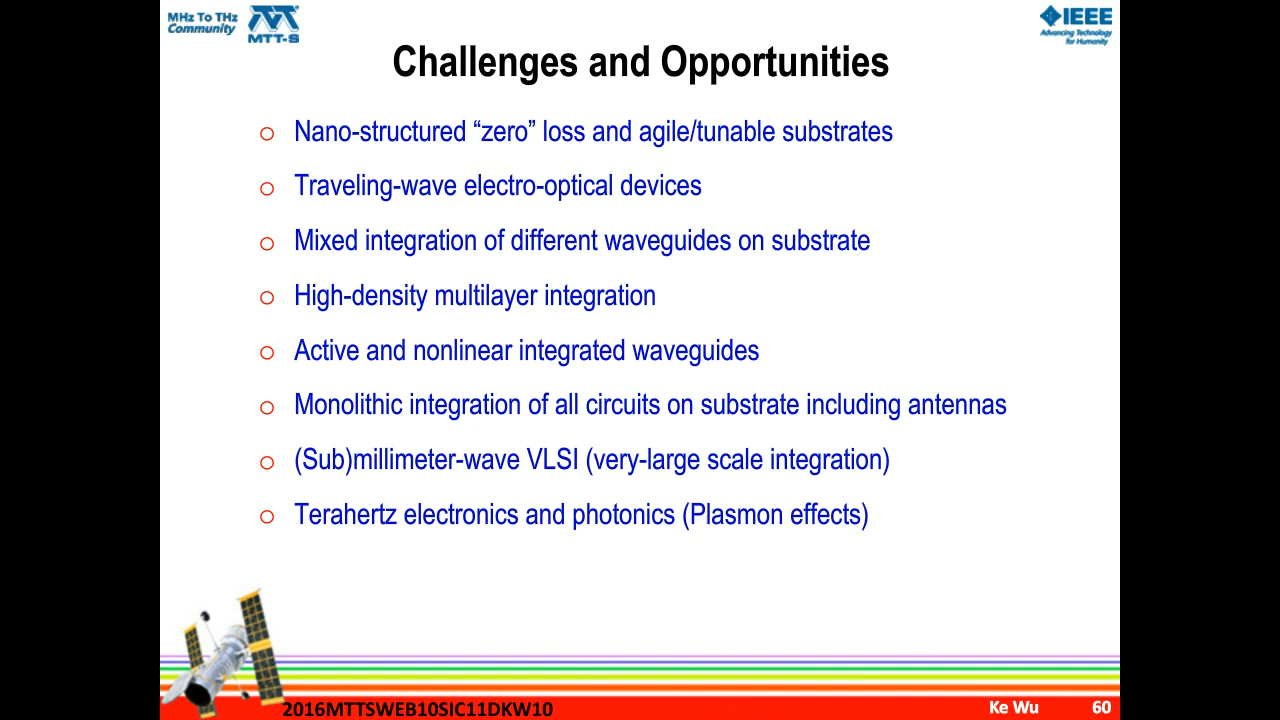 MHz To THz
Community
MTT-S
IEEE
Advancing Technology
for Humanity
Challenges and Opportunities
Nano-structured “zero” loss and agile/tunable substrates
Traveling-wave electro-optical devices
Mixed integration of different waveguides on substrate
High-density multilayer integration
Active and nonlinear integrated waveguides
Monolithic integration of all circuits on substrate including antennas
(Sub)millimeter-wave VLSI (very-large scale integration)
Terahertz electronics and photonics (Plasmon effects)
2016MTTSWEB10SIC11DKW10
Ke Wu
60